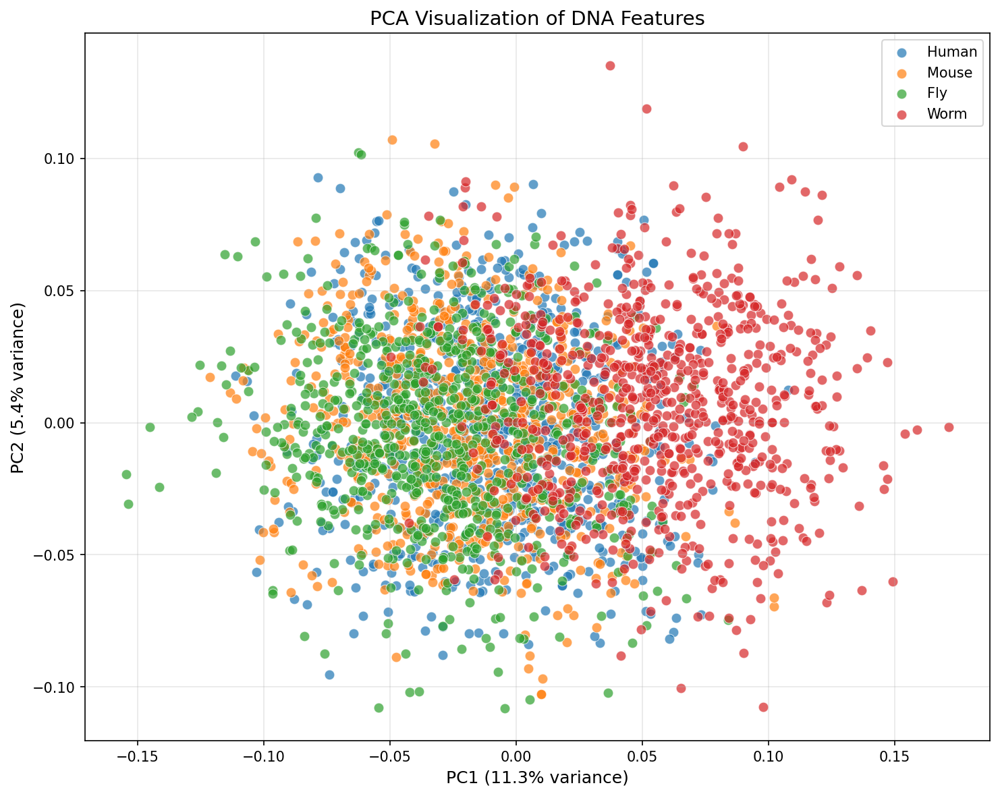 PCA Visualization of DNA Features
Human
Mouse
Fly
Worm
0.10
0.05
0.00
−0.05
−0.10
PC2 (5.4% variance)
−0.15
−0.10
−0.05
0.00
0.05
0.10
0.15
PC1 (11.3% variance)